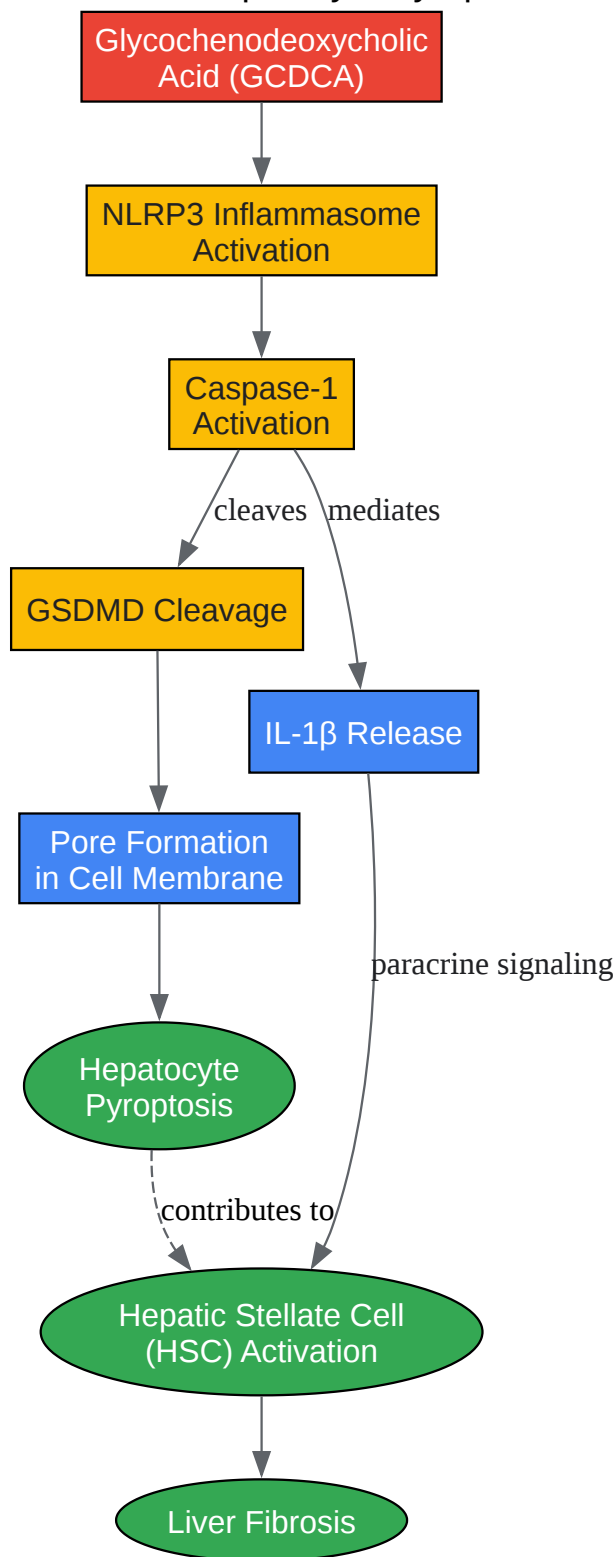 Glycochenodeoxycholic
Acid (GCDCA)
NLRP3 Inflammasome
Activation
Caspase-1
Activation
cleaves
mediates
GSDMD Cleavage
IL-1β Release
Pore Formation
in Cell Membrane
paracrine signaling
Hepatocyte
Pyroptosis
contributes to
Hepatic Stellate Cell
(HSC) Activation
Liver Fibrosis